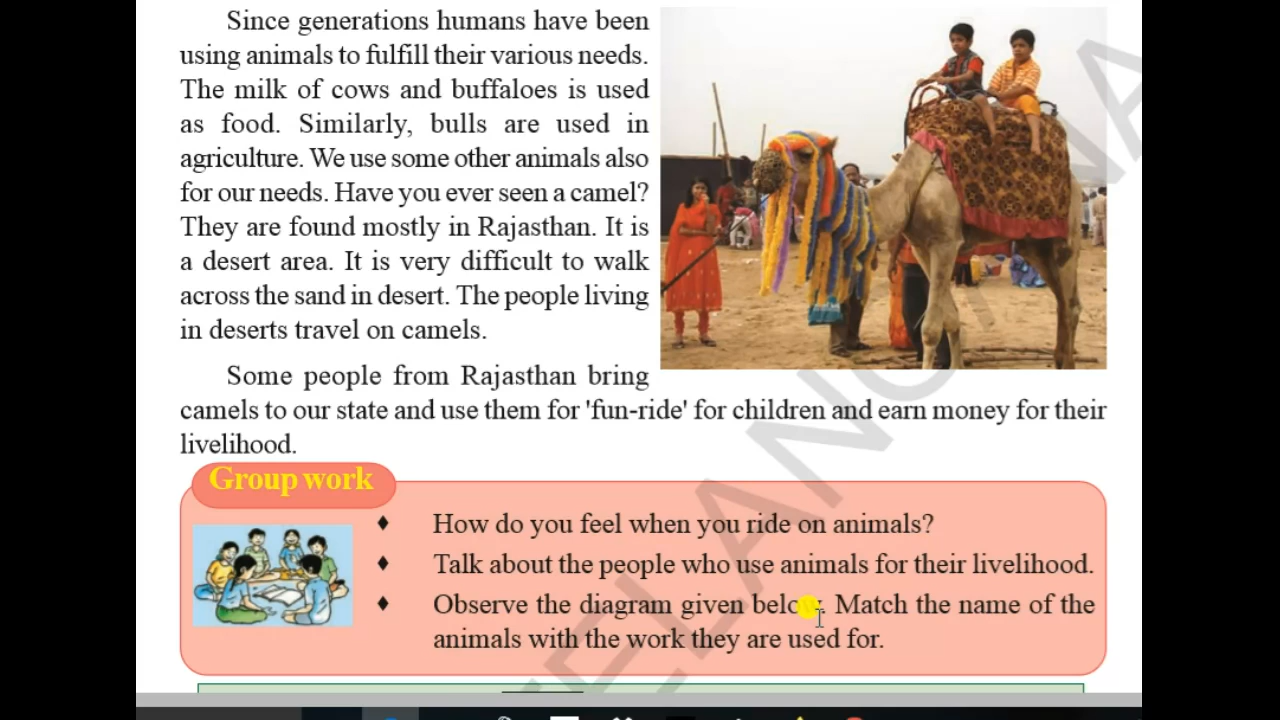 Since generations humans have been
using animals to fulfill their various needs.
The milk of cows and buffaloes is used
as food. Similarly, bulls are used in
agriculture. We use some other animals also
for our needs. Have you ever seen a camel?
They are found mostly in Rajasthan. It is
a desert area. It is very difficult to walk
across the sand in desert. The people living
in deserts travel on camels.
Some people from Rajasthan bring
camels to our state and use them for 'fun-ride' for children and earn money for their
livelihood.
Group work
♦ How do you feel when you ride on animals?
♦ Talk about the people who use animals for their livelihood.
♦ Observe the diagram given below. Match the name of the
animals with the work they are used for.